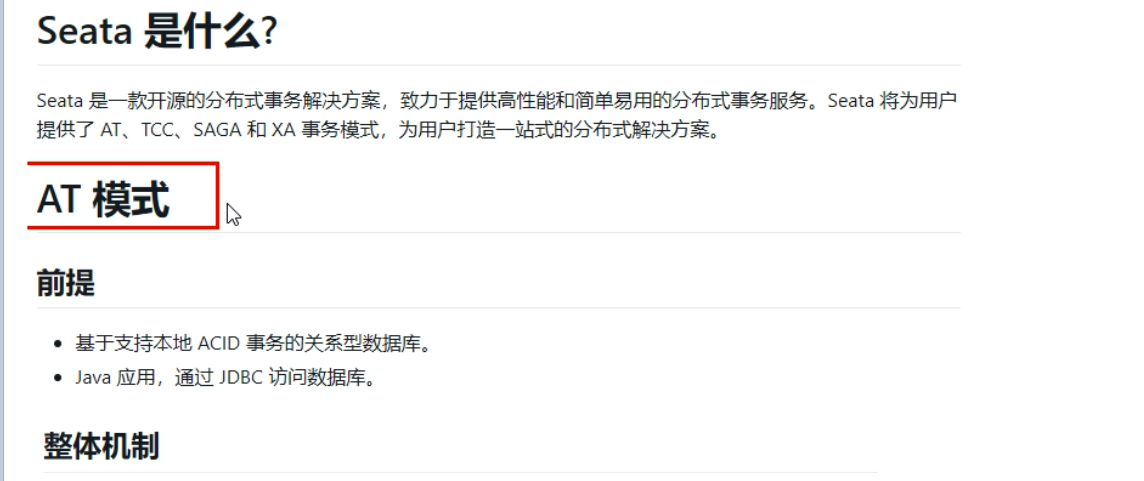 Seata 是什么?
Seata 是一款开源的分布式事务解决方案，致力于提供高性能和简单易用的分布式事务服务。Seata 将为用户
提供了 AT、TCC、SAGA 和 XA 事务模式，为用户打造一站式的分布式解决方案。
AT 模式
前提
• 基于支持本地 ACID 事务的关系型数据库。
• Java 应用，通过 JDBC 访问数据库。
整体机制